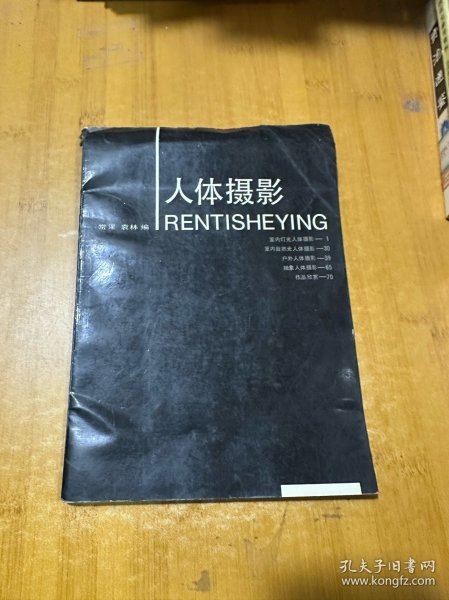 人体摄影
RENTISHEYING
常深 袁林 编
室内灯光人体摄影—1
室内自然光人体摄影—30
户外人体摄影—39
抽象人体摄影—65
作品欣赏—70
孔夫子旧书网
www.kongfz.com